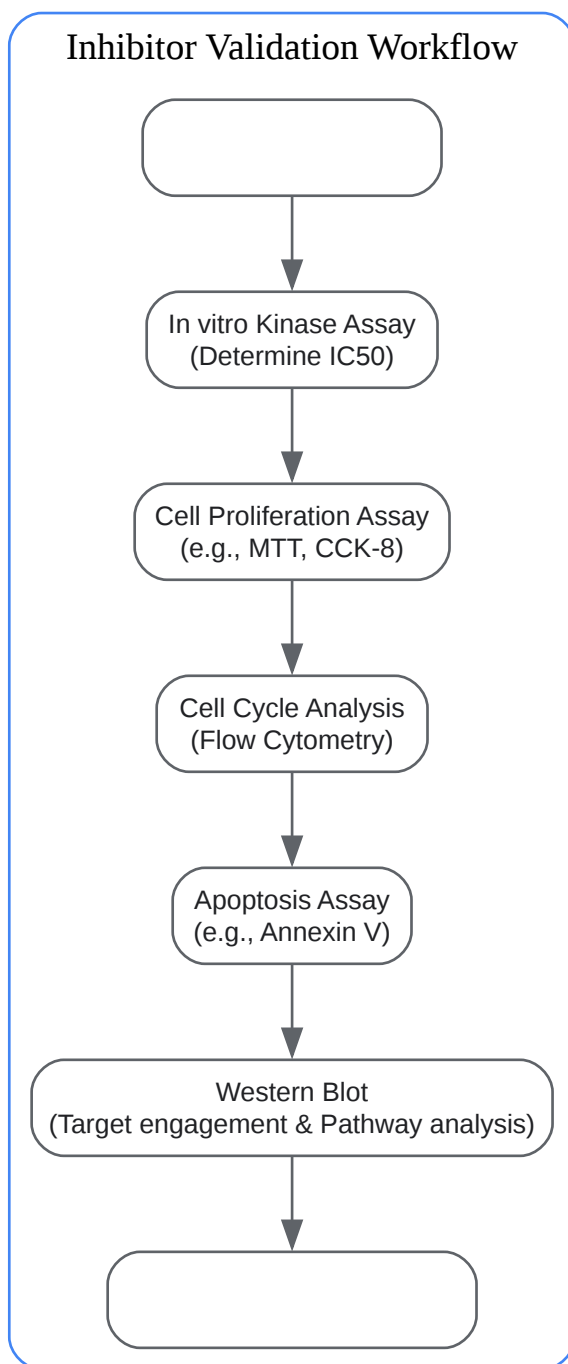 Inhibitor Validation Workflow
In vitro Kinase Assay
(Determine IC50)
Cell Proliferation Assay
(e.g., MTT, CCK-8)
Cell Cycle Analysis
(Flow Cytometry)
Apoptosis Assay
(e.g., Annexin V)
Western Blot
(Target engagement & Pathway analysis)